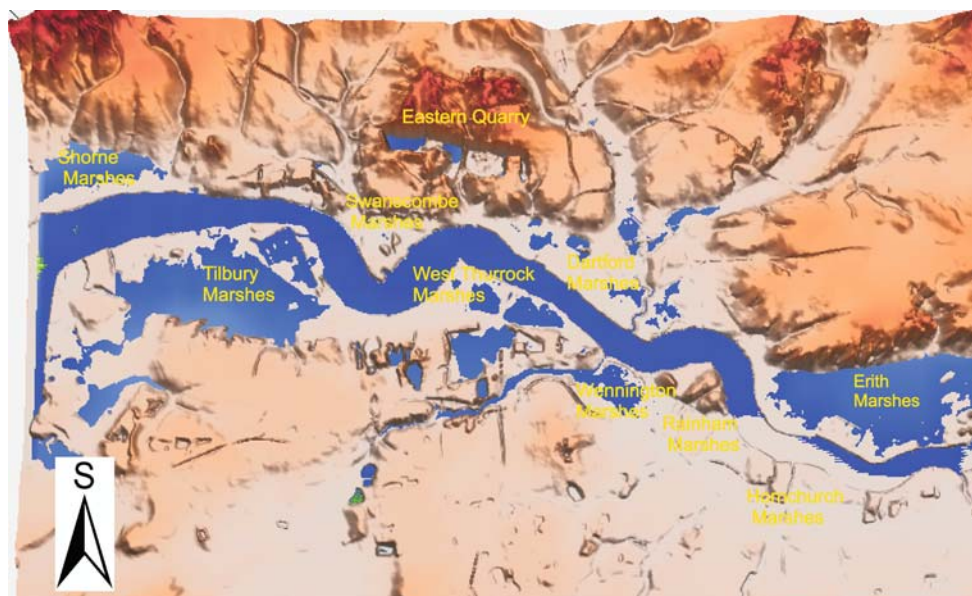 Eastern Quarry
Shorne
Marshes
Swanscombe
Marshes
Tilbury
Marshes
West Thurrock
Marshes
Dartford
Marshes
Erith
Marshes
Wennington
Marshes
Rainham
Marshes
Hornchurch
Marshes
S